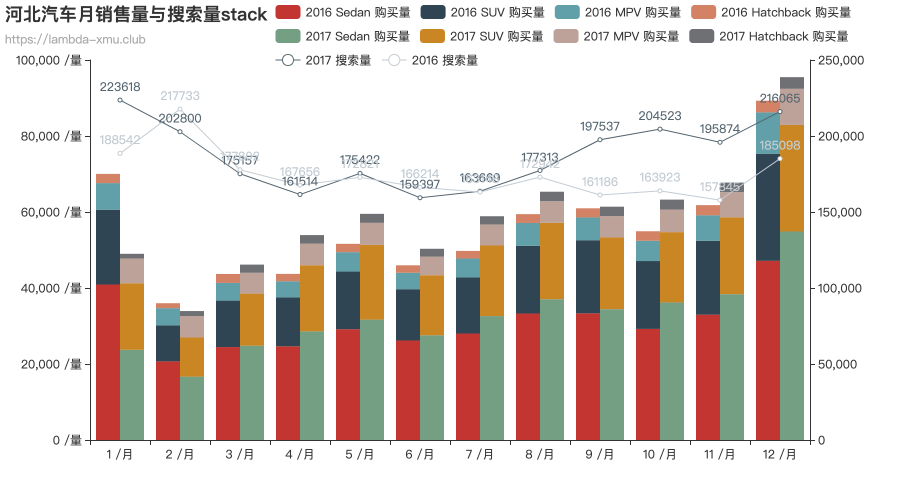 河北汽车月销售量与搜索量stack
https://lambda-xmu.club
2016 Sedan 购买量 2016 SUV 购买量 2016 MPV 购买量 2016 Hatchback 购买量
2017 Sedan 购买量 2017 SUV 购买量 2017 MPV 购买量 2017 Hatchback 购买量
2017 搜索量 2016 搜索量
100,000 /量 250,000
80,000 /量 200,000
60,000 /量 150,000
40,000 /量 100,000
20,000 /量 50,000
0 /量 0
223618 202800 175157 161514 175422 159397 163669 177313 197537 204523 195874 216065
188542 217733 167656 166214 161186 163923 185098
1 /月 2 /月 3 /月 4 /月 5 /月 6 /月 7 /月 8 /月 9 /月 10 /月 11 /月 12 /月